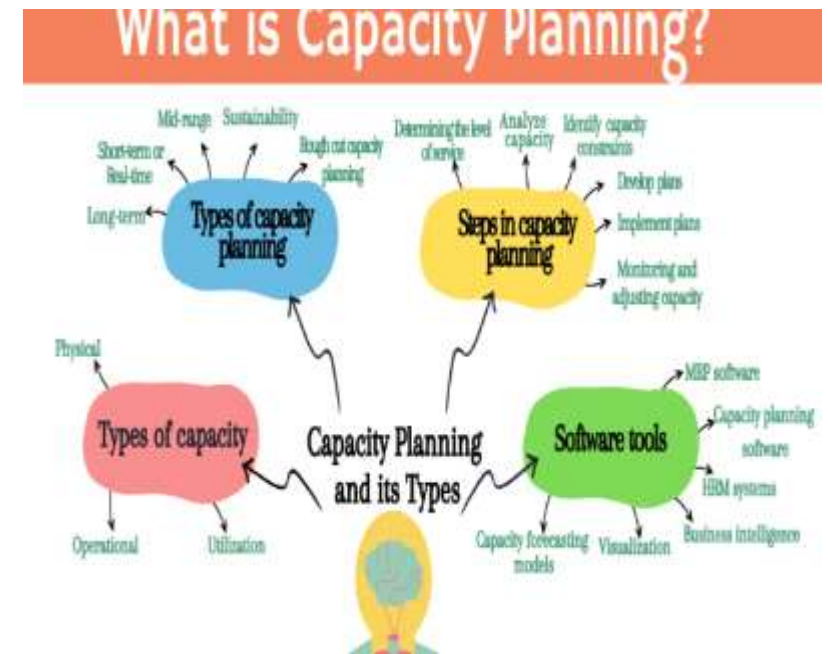 What is Capacity Planning?
Mid-range
Sustainability
Short-term or
Real-time
Rough cut capacity
planning
Long-term
Types of capacity
planning
Determining the level
of service
Analyze
capacity
Identify capacity
constraints
Develop plans
Implement plans
Monitoring and
adjusting capacity
Steps in capacity
planning
Physical
Types of capacity
Operational
Utilization
Capacity Planning
and its Types
MRP software
Capacity planning
software
HRM systems
Business intelligence
Visualization
Capacity forecasting
models
Software tools